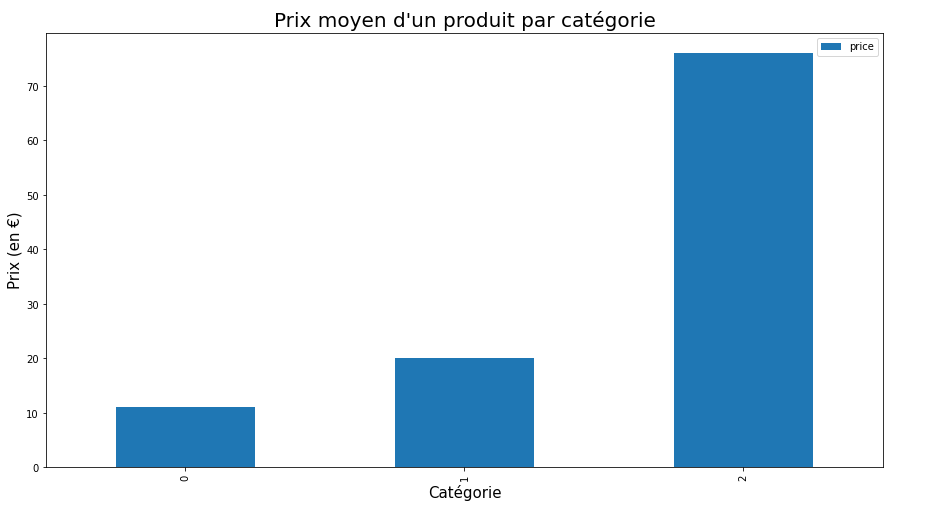 Prix moyen d'un produit par catégorie
price
Prix (en €)
70
60
50
40
30
20
10
0
0
1
2
Catégorie